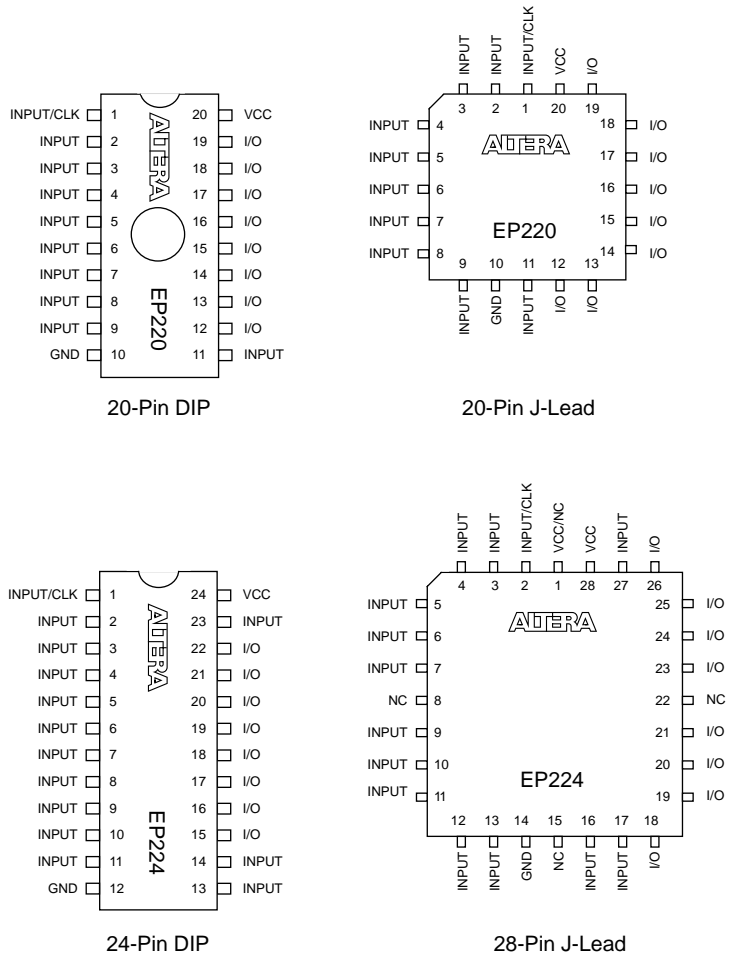 INPUT/CLK 1 20 VCC
INPUT 2 19 I/O
INPUT 3 18 I/O
INPUT 4 17 I/O
INPUT 5 16 I/O
INPUT 6 15 I/O
INPUT 7 14 I/O
INPUT 8 13 I/O
INPUT 9 12 I/O
GND 10 11 INPUT
ALTERA
EP220
20-Pin DIP
INPUT INPUT INPUT/CLK VCC I/O
3 2 1 20 19
INPUT 4 18 I/O
INPUT 5 17 I/O
INPUT 6 16 I/O
INPUT 7 15 I/O
INPUT 8 14 I/O
ALTERA
EP220
9 10 11 12 13
INPUT GND INPUT I/O I/O
20-Pin J-Lead
INPUT/CLK 1 24 VCC
INPUT 2 23 INPUT
INPUT 3 22 I/O
INPUT 4 21 I/O
INPUT 5 20 I/O
INPUT 6 19 I/O
INPUT 7 18 I/O
INPUT 8 17 I/O
INPUT 9 16 I/O
INPUT 10 15 I/O
INPUT 11 14 INPUT
GND 12 13 INPUT
ALTERA
EP224
24-Pin DIP
INPUT INPUT INPUT/CLK VCC/NC VCC INPUT I/O
4 3 2 1 28 27 26
INPUT 5 25 I/O
INPUT 6 24 I/O
INPUT 7 23 I/O
NC 8 22 NC
INPUT 9 21 I/O
INPUT 10 20 I/O
INPUT 11 19 I/O
ALTERA
EP224
12 13 14 15 16 17 18
INPUT INPUT GND NC INPUT INPUT I/O
28-Pin J-Lead